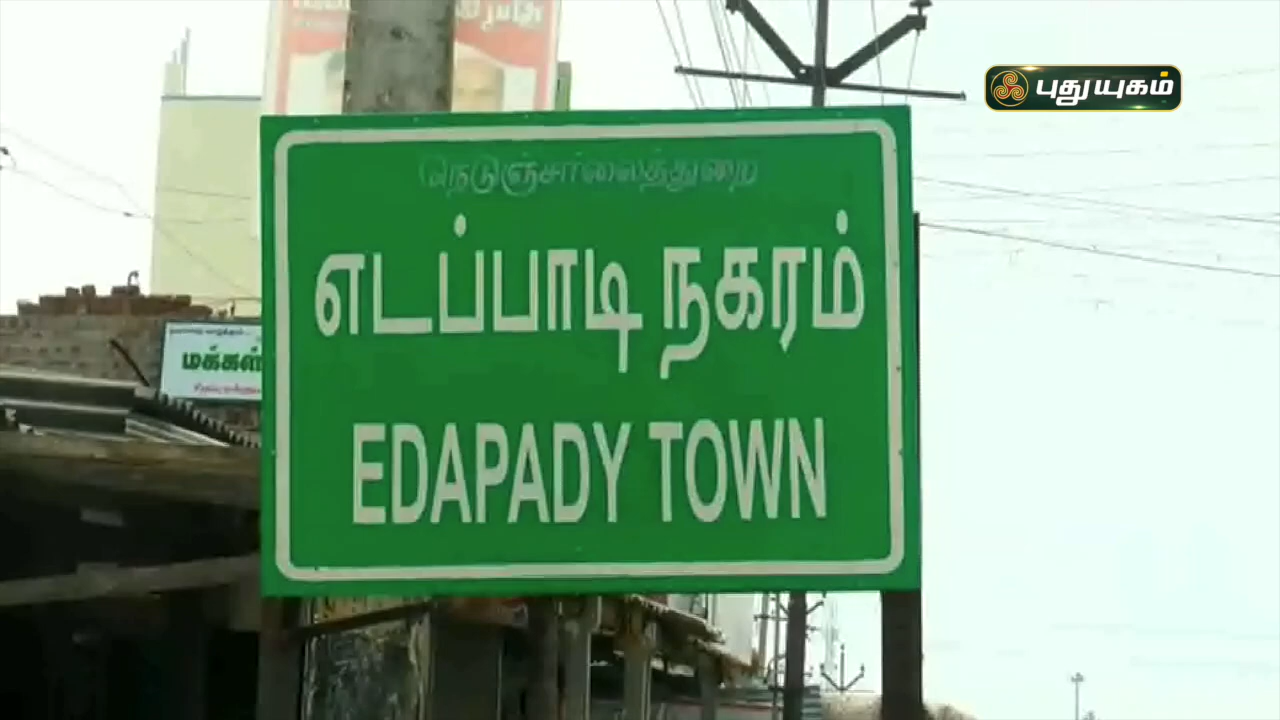 புதுயுகம்
நெடுஞ்சாலைத்துறை
எடப்பாடி நகரம்
EDAPADY TOWN
மக்கள்